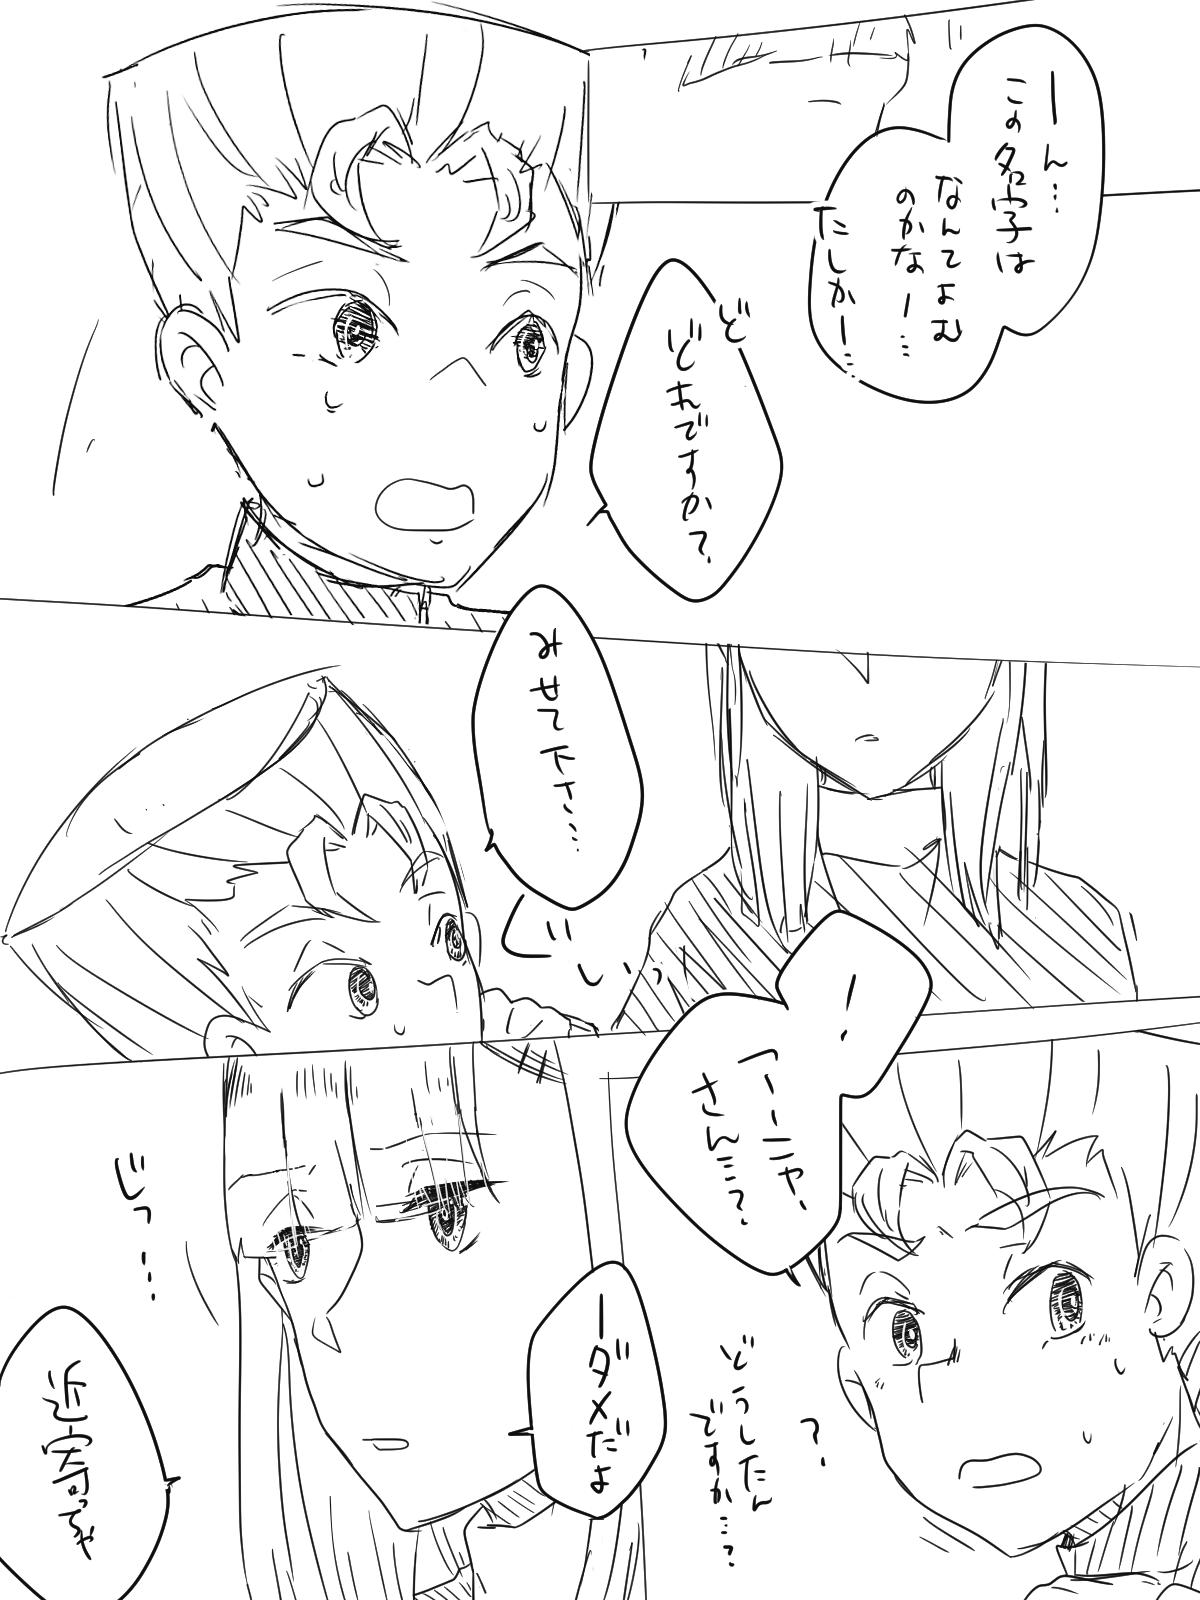 ーん…
この名字は
なんてよむ
のかなー…
たしかー…
ど
どれですか?
みせて下さ…
じいっ
!
アーニャ
さん…?
どうしたん
ですか…?
?
ーダメだよ
じっ…
近寄っちゃ